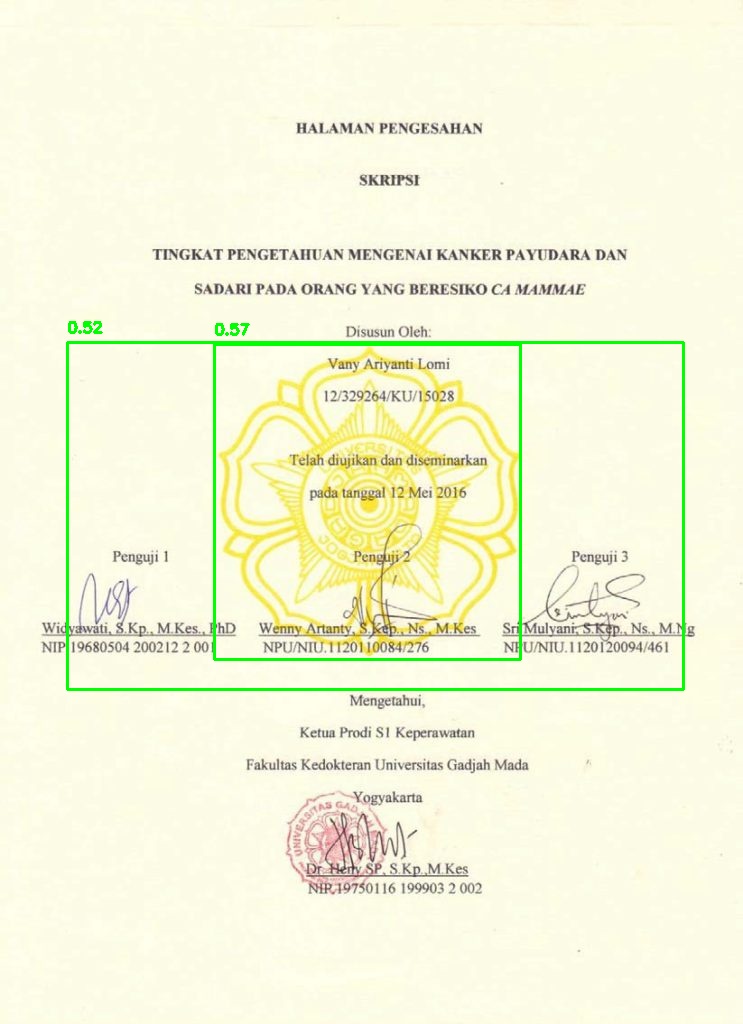 HALAMAN PENGESAHAN
SKRIPSI
TINGKAT PENGETAHUAN MENGENAI KANKER PAYUDARA DAN
SADARI PADA ORANG YANG BERESIKO CA MAMMAE
0.52
0.57
Disusun Oleh:
Vany Ariyanti Lomi
12/329264/KU/15028
Telah diujikan dan diseminarkan
pada tanggal 12 Mei 2016
Penguji 1 Penguji 2 Penguji 3
Widyawati, S.Kp., M.Kes., PhD Wenny Artanty, S.Kep., Ns., M.Kes Sri Mulyani, S.Kep., Ns., M.Ng
NIP 19680504 200212 2 001 NPU/NIU.1120110084/276 NPU/NIU.1120120094/461
Mengetahui,
Ketua Prodi S1 Keperawatan
Fakultas Kedokteran Universitas Gadjah Mada
Yogyakarta
UNIVERSITAS GADJAH
Dr. Heny SP, S.Kp.,M.Kes
NIP.19750116 199903 2 002